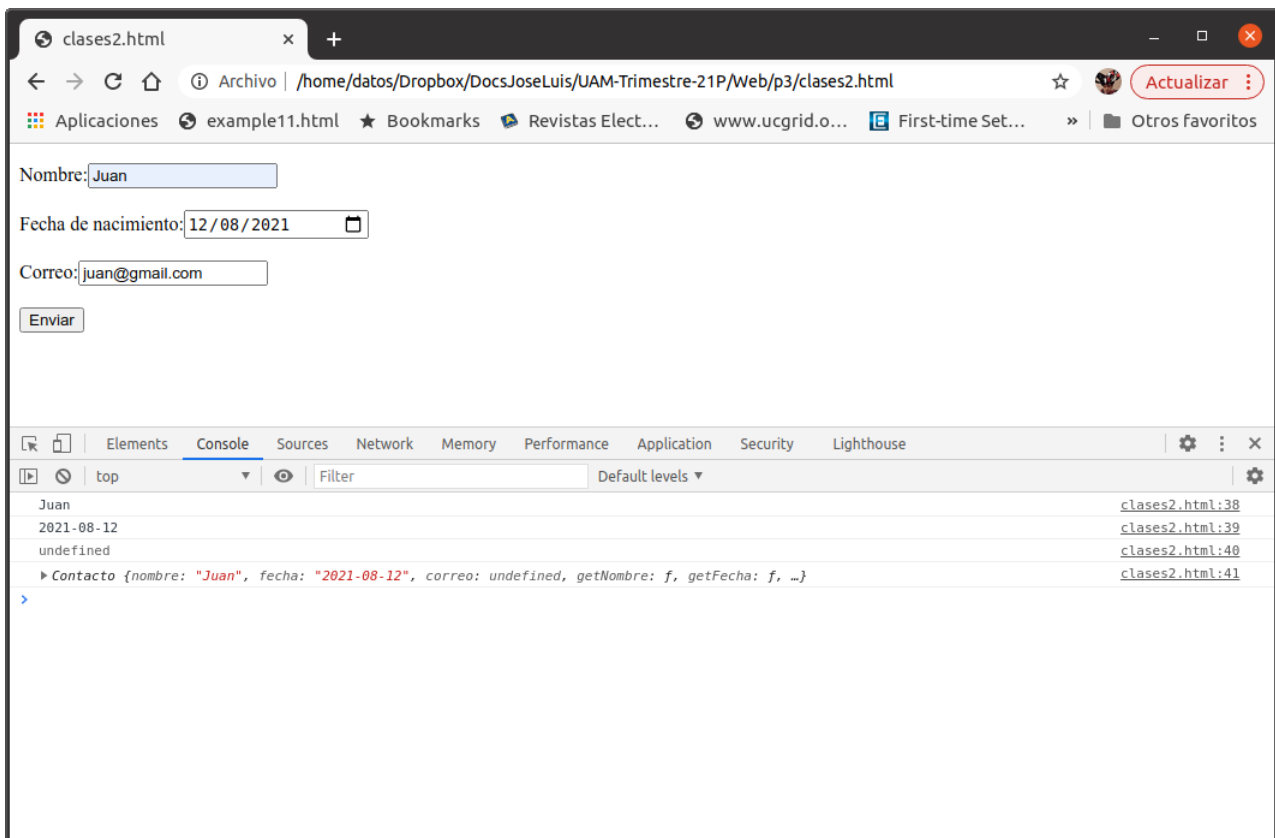 clases2.html
Archivo /home/datos/Dropbox/DocsJoseLuis/UAM-Trimestre-21P/Web/p3/clases2.html Actualizar
Aplicaciones example11.html Bookmarks Revistas Elect... www.ucgrid.o... First-time Set... » Otros favoritos
Nombre: Juan
Fecha de nacimiento: 12/08/2021
Correo: juan@gmail.com
Enviar
Elements Console Sources Network Memory Performance Application Security Lighthouse
top Filter Default levels
Juan clases2.html:38
2021-08-12 clases2.html:39
undefined clases2.html:40
Contacto {nombre: "Juan", fecha: "2021-08-12", correo: undefined, getNombre: ƒ, getFecha: ƒ, …} clases2.html:41